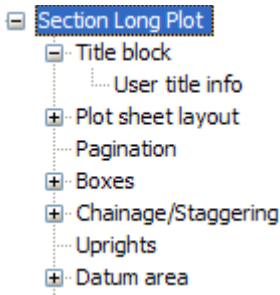 Section Long Plot
Title block
User title info
Plot sheet layout
Pagination
Boxes
Chainage/Staggering
Uprights
Datum area